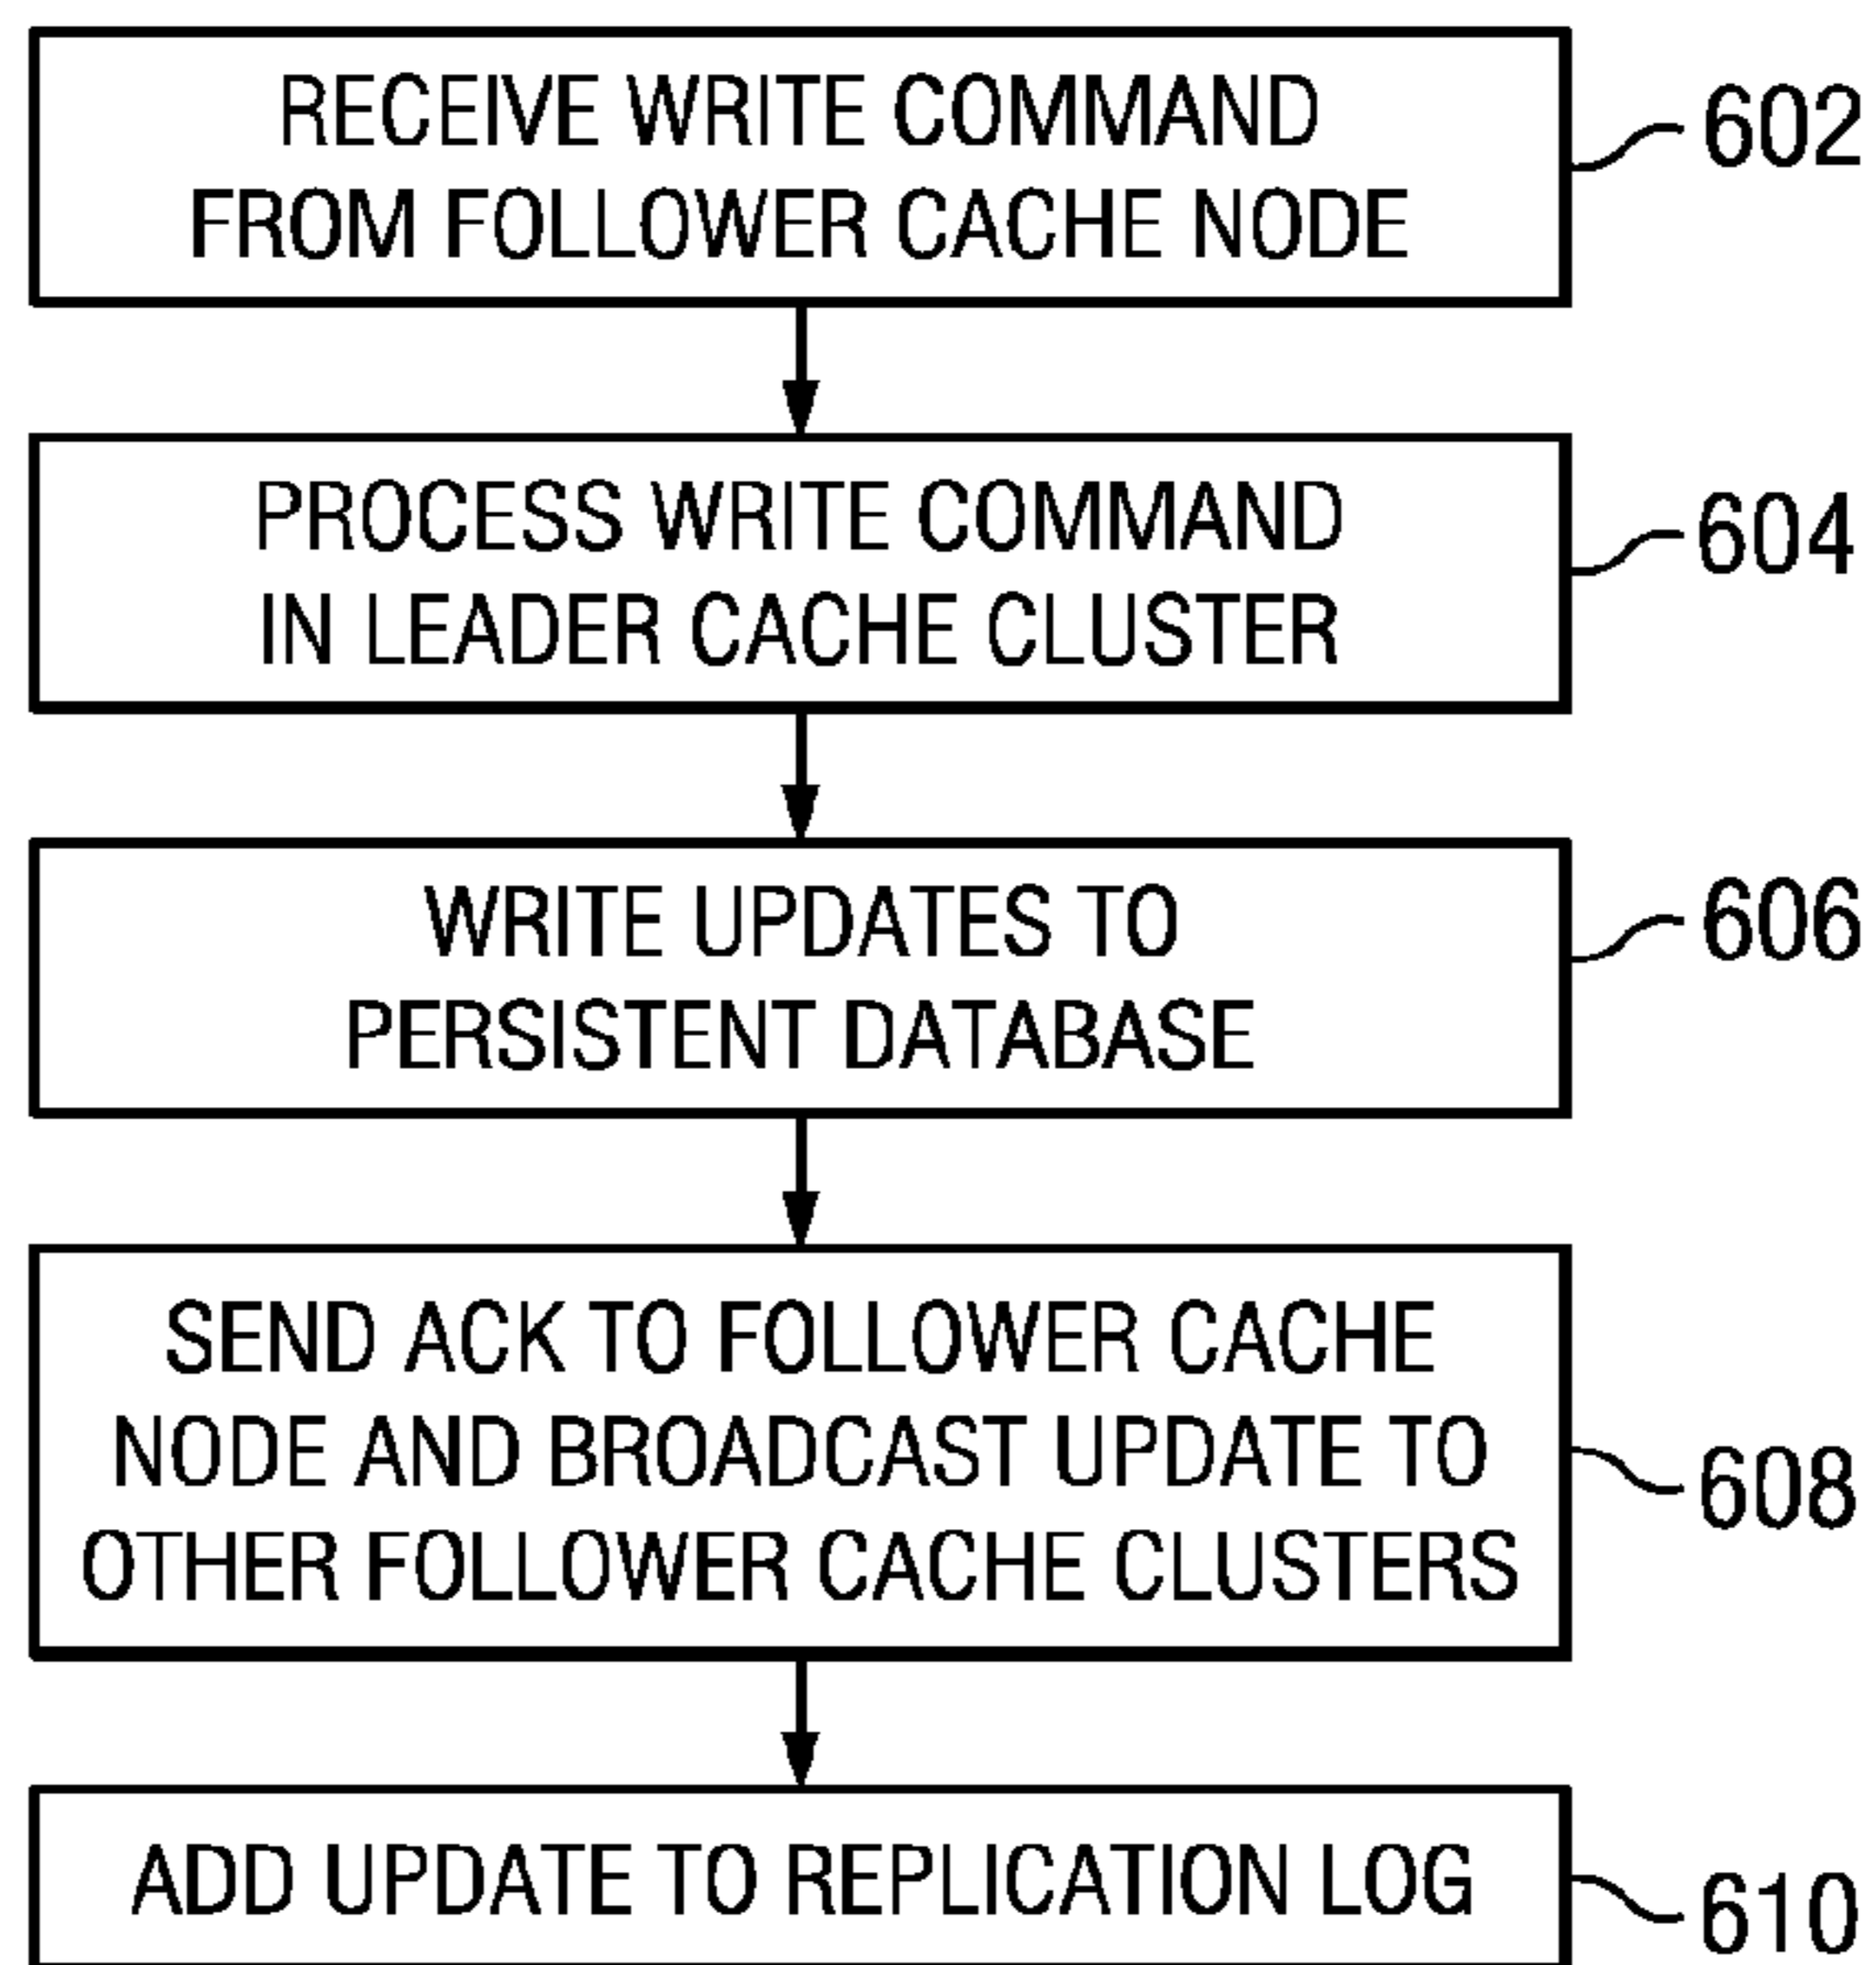 RECEIVE WRITE COMMAND
FROM FOLLOWER CACHE NODE
602
PROCESS WRITE COMMAND
IN LEADER CACHE CLUSTER
604
WRITE UPDATES TO
PERSISTENT DATABASE
606
SEND ACK TO FOLLOWER CACHE
NODE AND BROADCAST UPDATE TO
OTHER FOLLOWER CACHE CLUSTERS
608
ADD UPDATE TO REPLICATION LOG
610